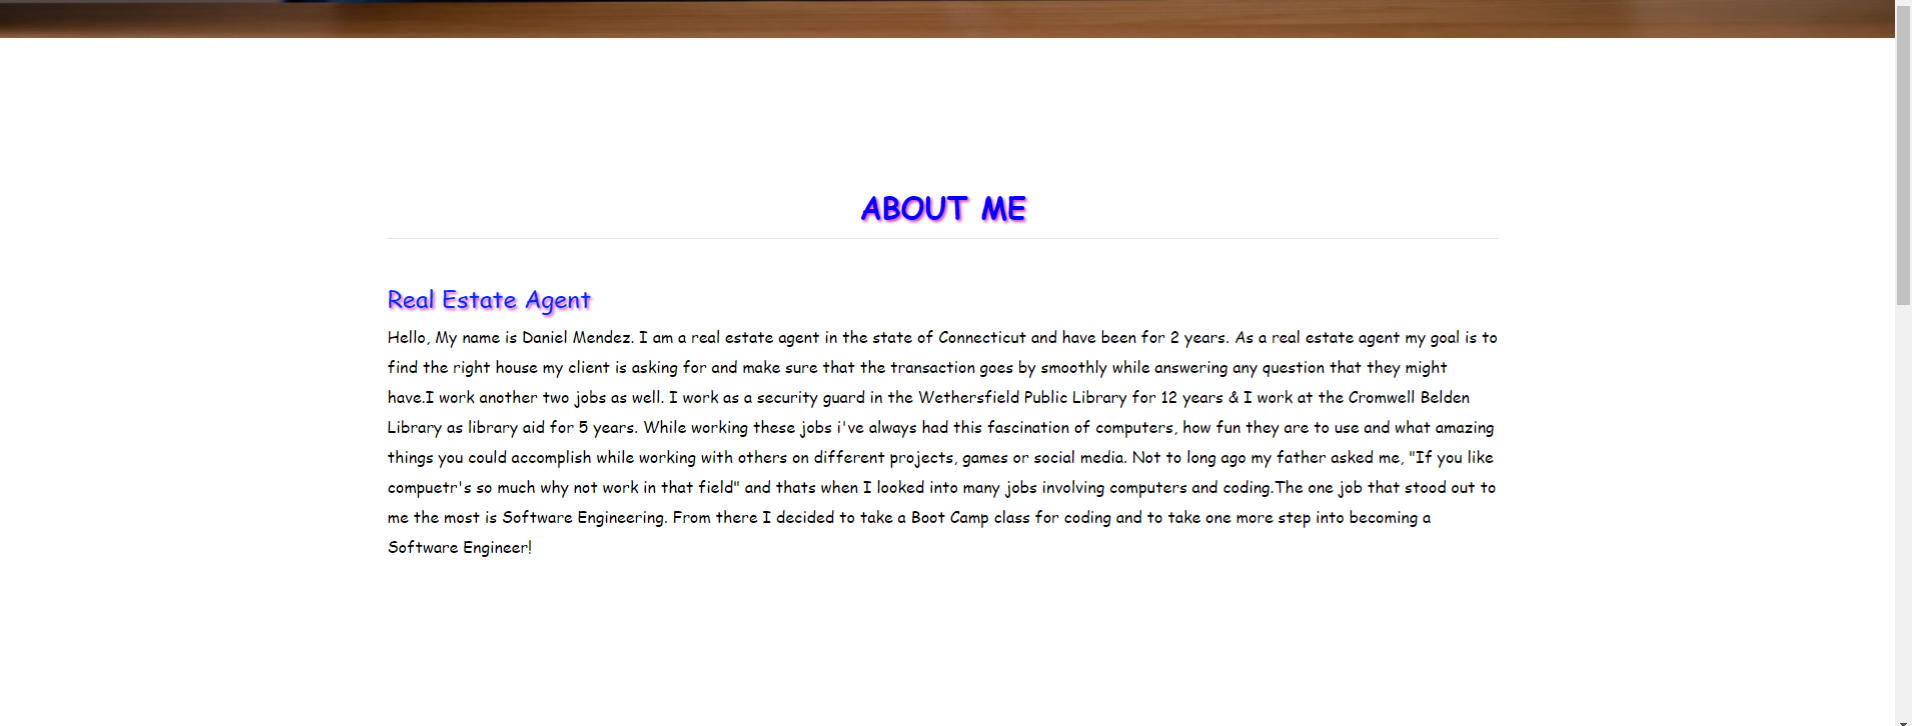 ABOUT ME
Real Estate Agent
Hello, My name is Daniel Mendez. I am a real estate agent in the state of Connecticut and have been for 2 years. As a real estate agent my goal is to
find the right house my client is asking for and make sure that the transaction goes by smoothly while answering any question that they might
have.I work another two jobs as well. I work as a security guard in the Wethersfield Public Library for 12 years & I work at the Cromwell Belden
Library as library aid for 5 years. While working these jobs i've always had this fascination of computers, how fun they are to use and what amazing
things you could accomplish while working with others on different projects, games or social media. Not to long ago my father asked me, "If you like
compuetr's so much why not work in that field" and thats when I looked into many jobs involving computers and coding.The one job that stood out to
me the most is Software Engineering. From there I decided to take a Boot Camp class for coding and to take one more step into becoming a
Software Engineer!